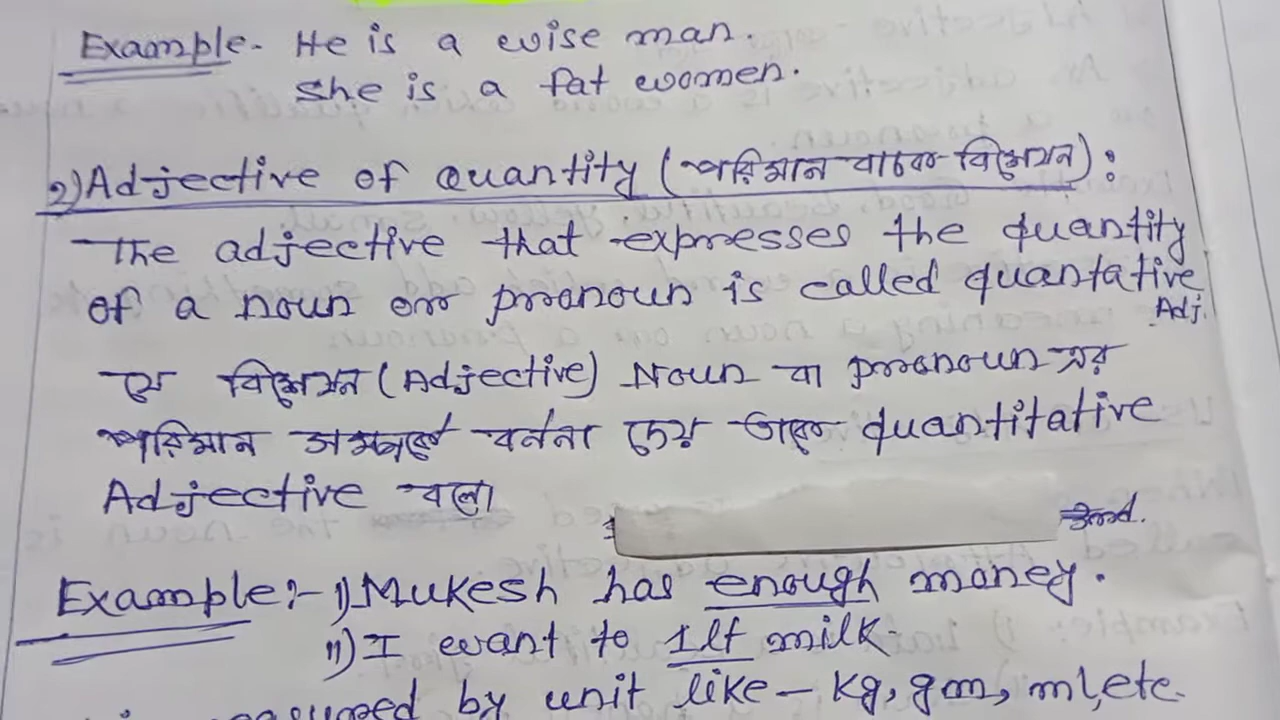 Example- He is a wise man.
She is a fat women.
2) Adjective of quantity (পরিমান বাচক বিশেষন):
The adjective that expresses the quantity
of a noun or pronoun is called quantative
Adj.
যে বিশেষন (Adjective) Noun বা pronoun এর
পরিমান সম্পর্কে বর্ননা দেয় তাকে quantitative
Adjective বলে
Example:- i) Mukesh has enough money.
ii) I want to 1lt milk.
by unit like - kg, gm, ml, etc.